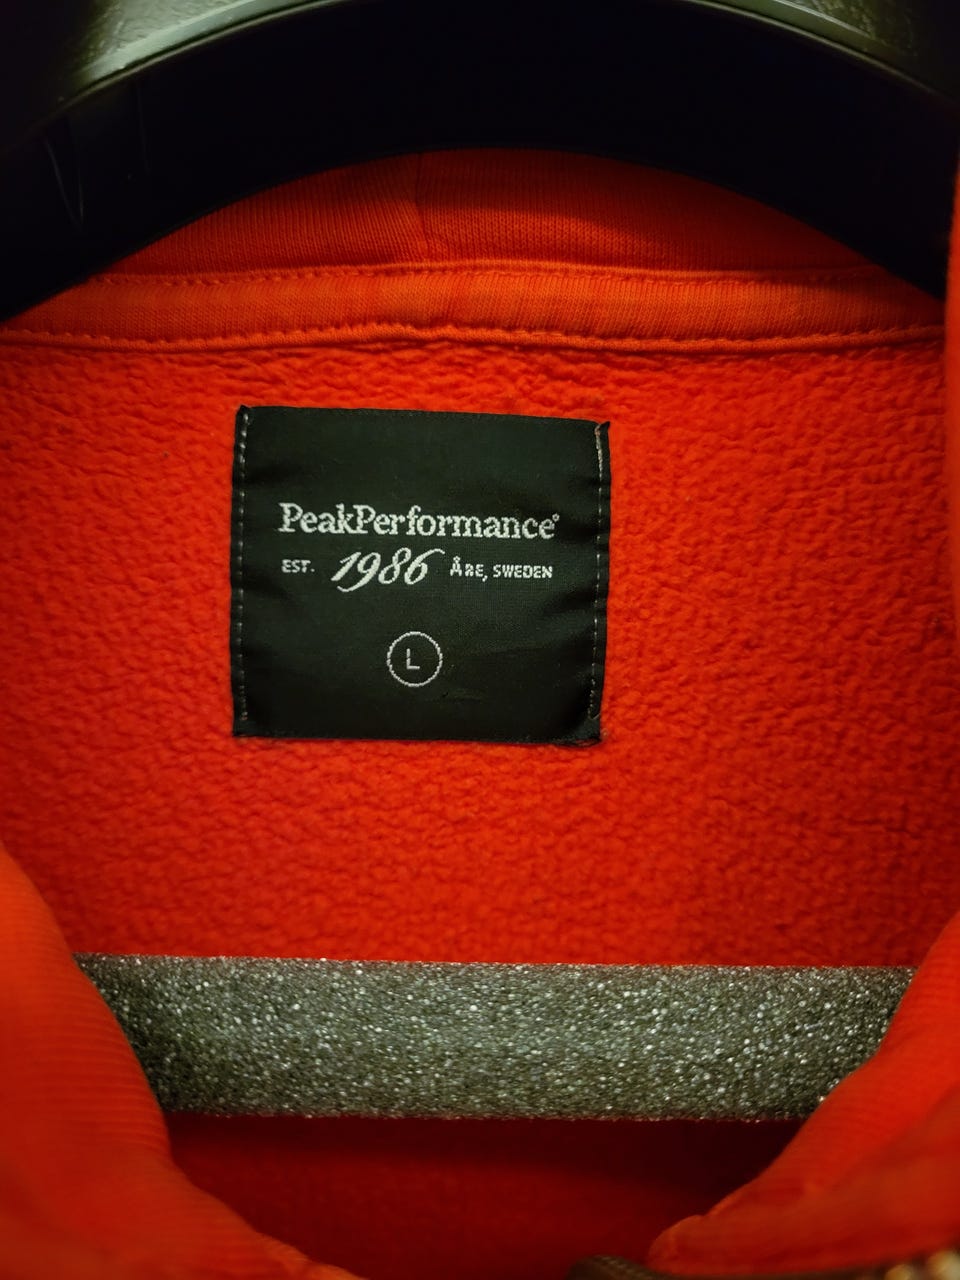 PeakPerformance®
EST. 1986 ÅRE, SWEDEN
L